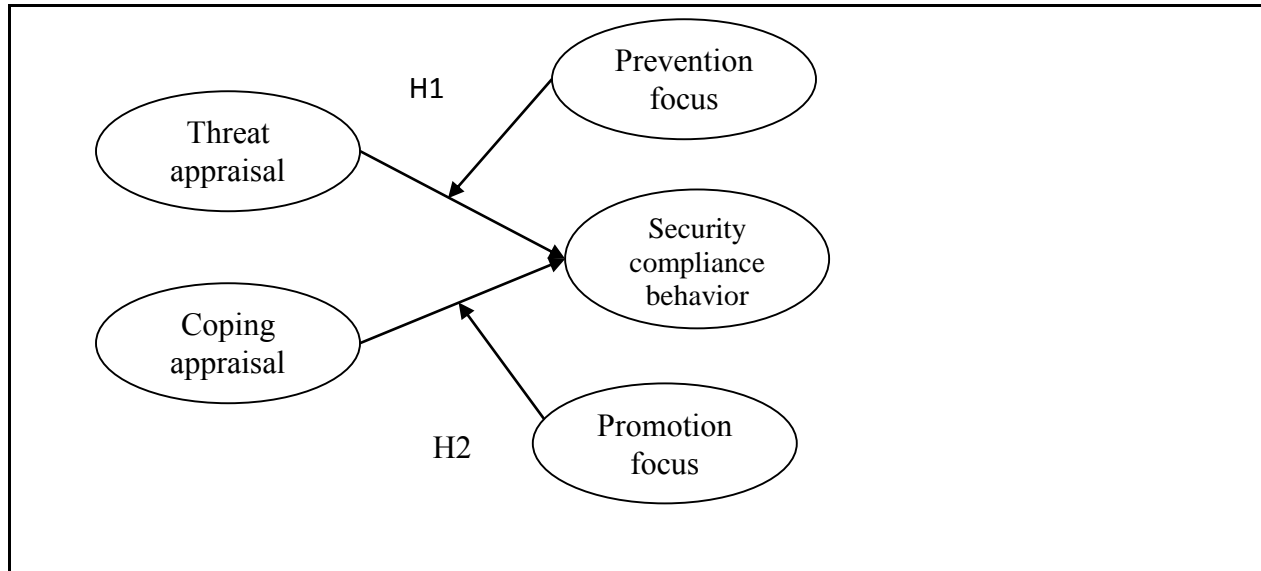 H1
Prevention
focus
Threat
appraisal
Security
compliance
behavior
Coping
appraisal
H2
Promotion
focus